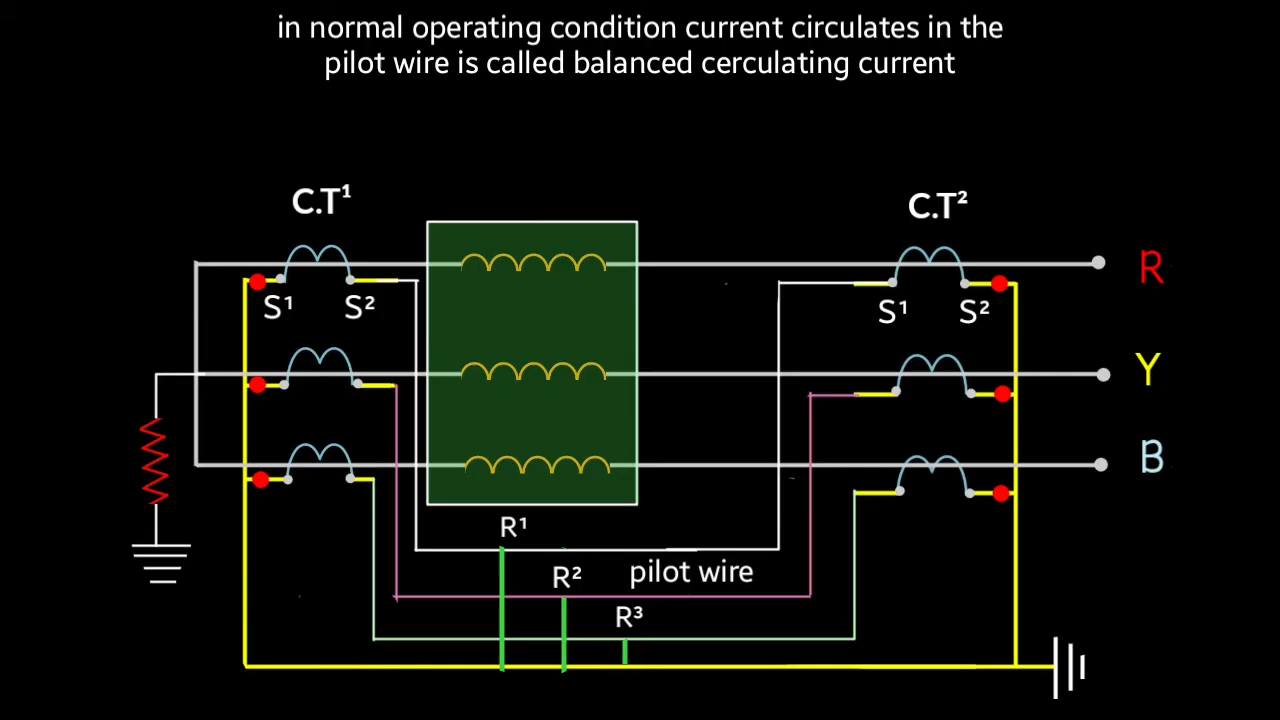 in normal operating condition current circulates in the
pilot wire is called balanced cerculating current
C.T¹
C.T²
R
S¹ S²
S¹ S²
Y
B
R¹
R² pilot wire
R³